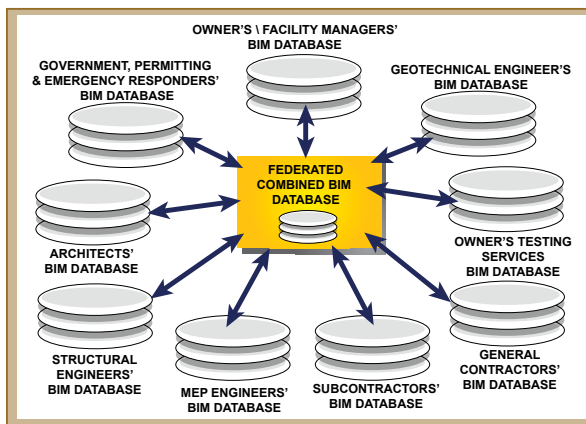 OWNER'S \ FACILITY MANAGERS'
BIM DATABASE
GOVERNMENT, PERMITTING
& EMERGENCY RESPONDERS'
BIM DATABASE
GEOTECHNICAL ENGINEER'S
BIM DATABASE
FEDERATED
COMBINED BIM
DATABASE
ARCHITECTS'
BIM DATABASE
OWNER'S TESTING
SERVICES
BIM DATABASE
STRUCTURAL
ENGINEERS'
BIM DATABASE
MEP ENGINEERS'
BIM DATABASE
SUBCONTRACTORS'
BIM DATABASE
GENERAL
CONTRACTORS'
BIM DATABASE